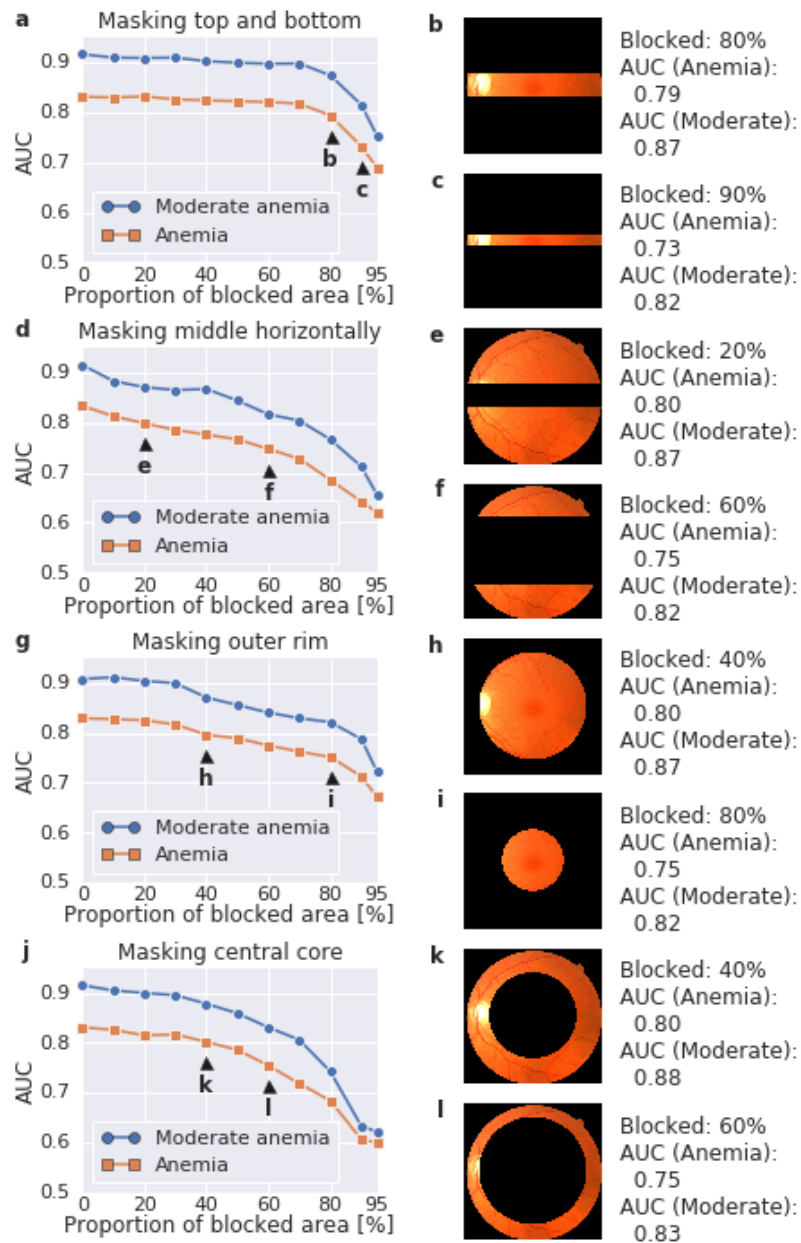 a Masking top and bottom
0.9
0.8
0.7
0.6
0.5
AUC
b
c
Moderate anemia
Anemia
0 20 40 60 80 95
Proportion of blocked area [%]
b
Blocked: 80%
AUC (Anemia):
0.79
AUC (Moderate):
0.87
c
Blocked: 90%
AUC (Anemia):
0.73
AUC (Moderate):
0.82
d Masking middle horizontally
0.9
0.8
0.7
0.6
0.5
AUC
e
f
Moderate anemia
Anemia
0 20 40 60 80 95
Proportion of blocked area [%]
e
Blocked: 20%
AUC (Anemia):
0.80
AUC (Moderate):
0.87
f
Blocked: 60%
AUC (Anemia):
0.75
AUC (Moderate):
0.82
g Masking outer rim
0.9
0.8
0.7
0.6
0.5
AUC
h
i
Moderate anemia
Anemia
0 20 40 60 80 95
Proportion of blocked area [%]
h
Blocked: 40%
AUC (Anemia):
0.80
AUC (Moderate):
0.87
i
Blocked: 80%
AUC (Anemia):
0.75
AUC (Moderate):
0.82
j Masking central core
0.9
0.8
0.7
0.6
0.5
AUC
k
l
Moderate anemia
Anemia
0 20 40 60 80 95
Proportion of blocked area [%]
k
Blocked: 40%
AUC (Anemia):
0.80
AUC (Moderate):
0.88
l
Blocked: 60%
AUC (Anemia):
0.75
AUC (Moderate):
0.83